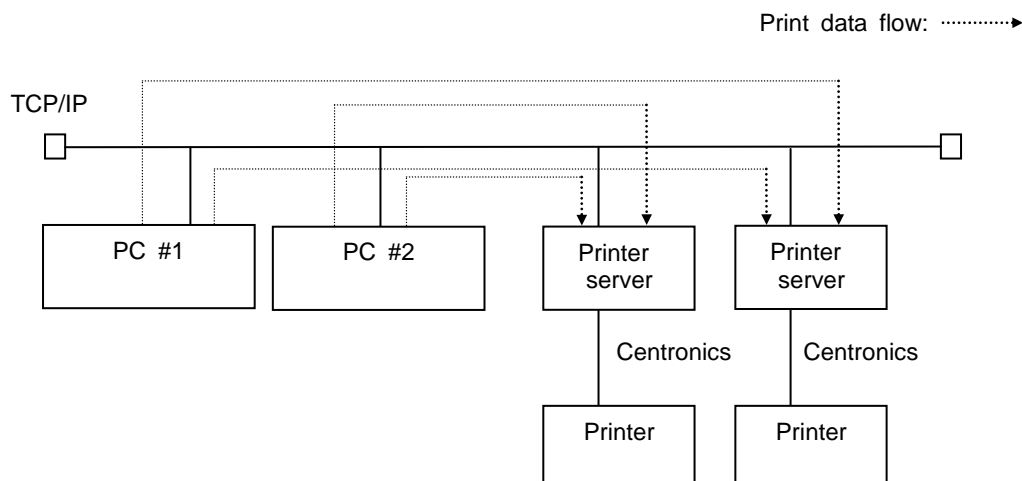 Print data flow:
TCP/IP
PC #1
PC #2
Printer
server
Printer
server
Centronics
Centronics
Printer
Printer